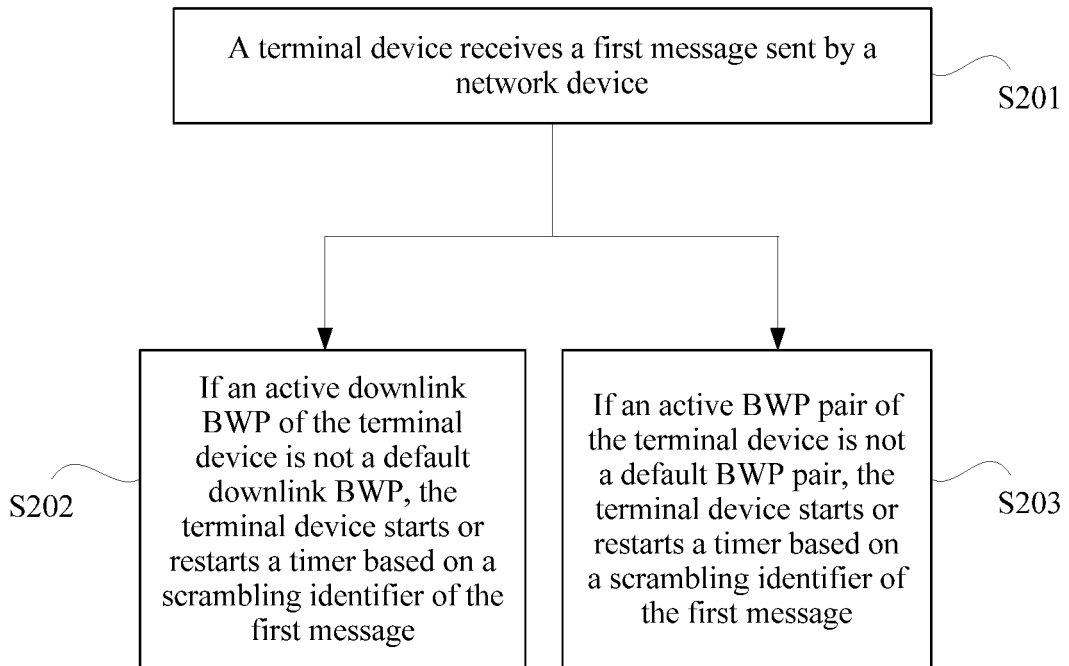 A terminal device receives a first message sent by a
network device
S201
If an active downlink
BWP of the terminal
device is not a default
downlink BWP, the
terminal device starts or
restarts a timer based on a
scrambling identifier of the
first message
S202
If an active BWP pair of
the terminal device is not
a default BWP pair, the
terminal device starts or
restarts a timer based on
a scrambling identifier of
the first message
S203